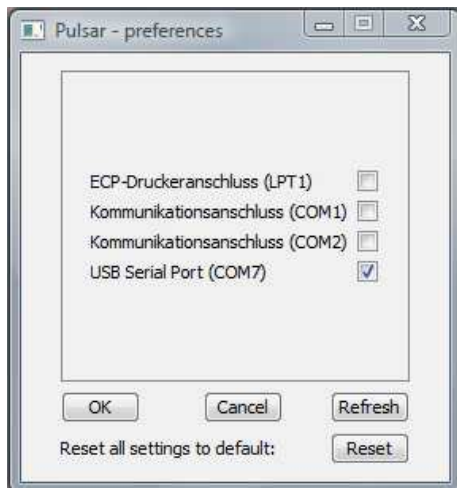 Pulsar - preferences
ECP-Druckeranschluss (LPT1)
Kommunikationsanschluss (COM1)
Kommunikationsanschluss (COM2)
USB Serial Port (COM7)
OK Cancel Refresh
Reset all settings to default: Reset